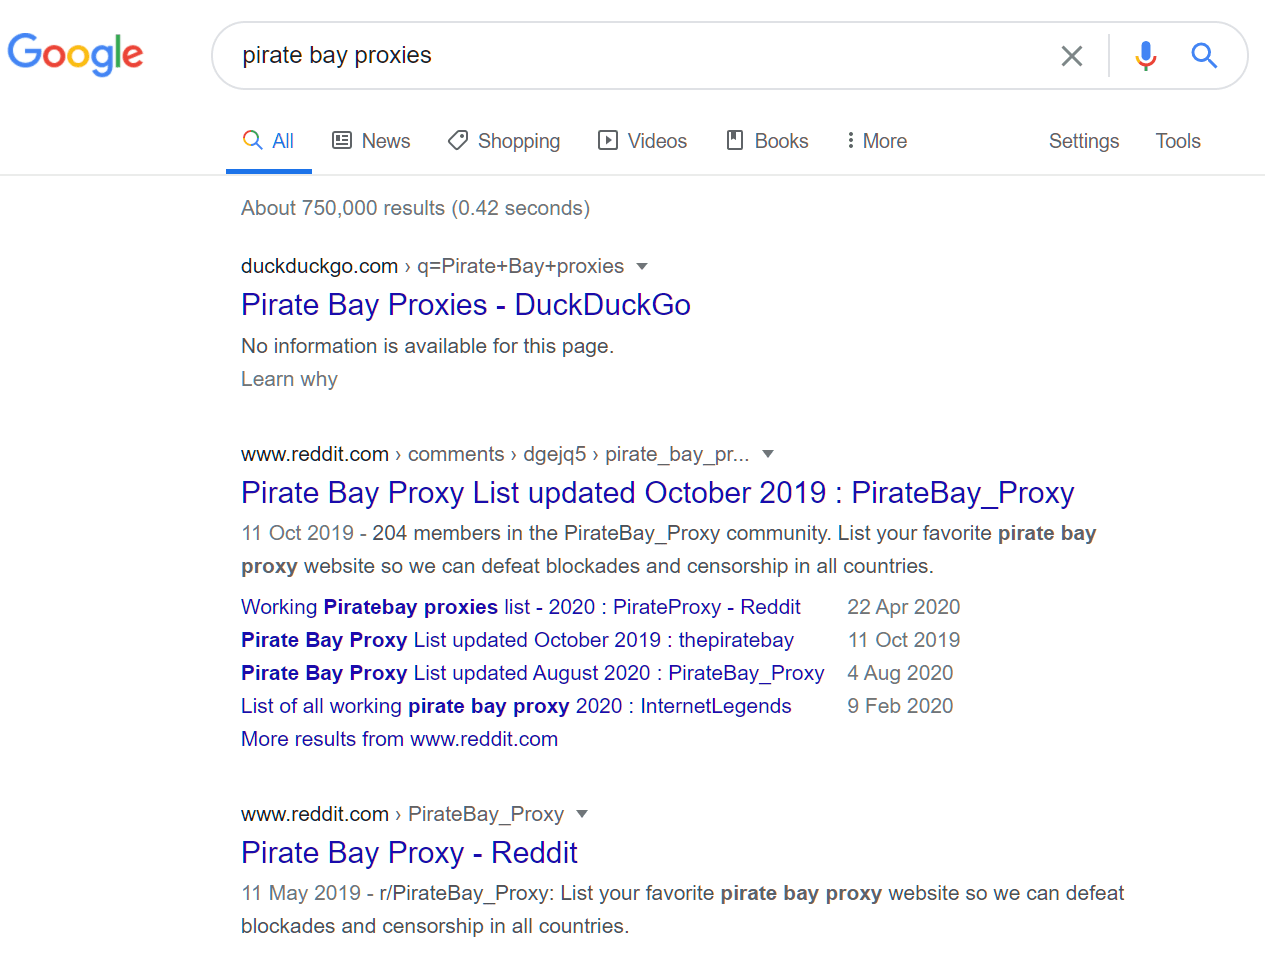 Google
pirate bay proxies
All News Shopping Videos Books More Settings Tools
About 750,000 results (0.42 seconds)
duckduckgo.com › q=Pirate+Bay+proxies
Pirate Bay Proxies - DuckDuckGo
No information is available for this page.
Learn why
www.reddit.com › comments › dgejq5 › pirate_bay_pr...
Pirate Bay Proxy List updated October 2019 : PirateBay_Proxy
11 Oct 2019 - 204 members in the PirateBay_Proxy community. List your favorite pirate bay
proxy website so we can defeat blockades and censorship in all countries.
Working Piratebay proxies list - 2020 : PirateProxy - Reddit 22 Apr 2020
Pirate Bay Proxy List updated October 2019 : thepiratebay 11 Oct 2019
Pirate Bay Proxy List updated August 2020 : PirateBay_Proxy 4 Aug 2020
List of all working pirate bay proxy 2020 : InternetLegends 9 Feb 2020
More results from www.reddit.com
www.reddit.com › PirateBay_Proxy
Pirate Bay Proxy - Reddit
11 May 2019 - r/PirateBay_Proxy: List your favorite pirate bay proxy website so we can defeat
blockades and censorship in all countries.